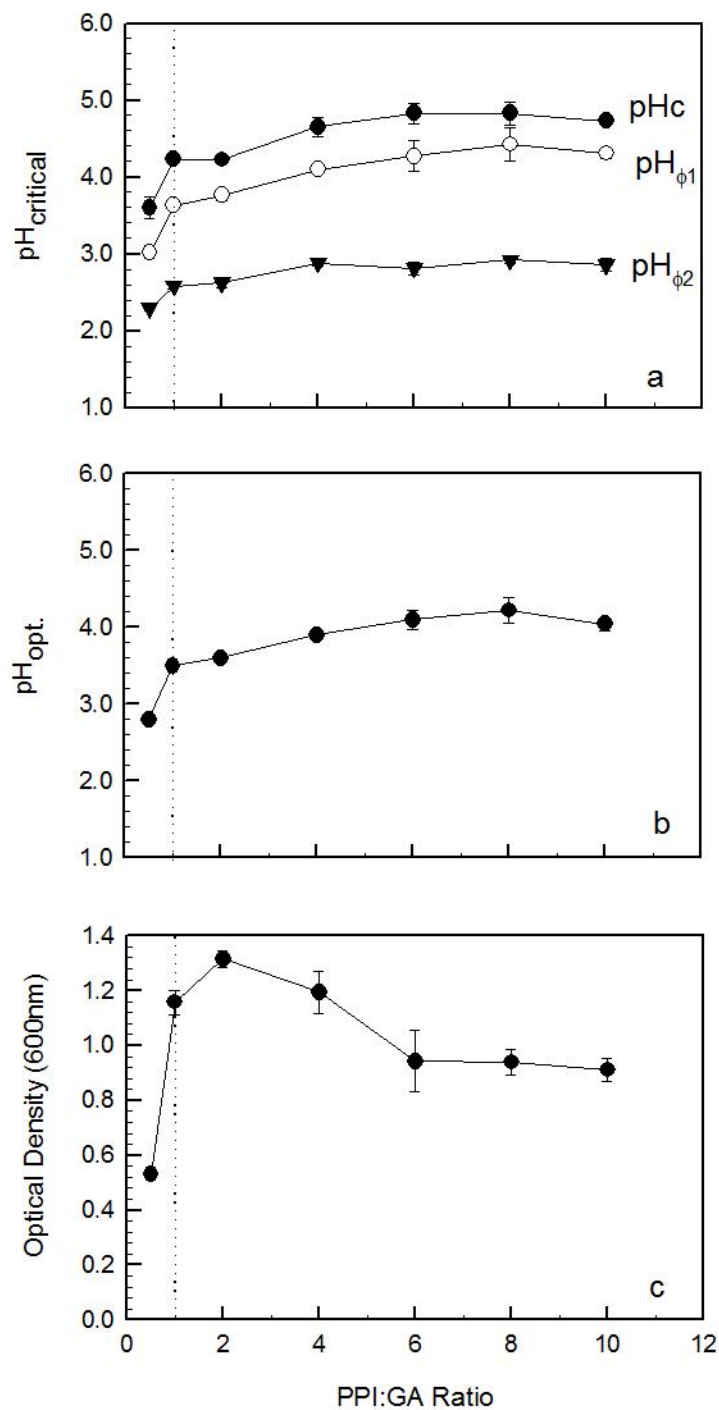 6.0
5.0
4.0
3.0
2.0
1.0
pHcritical
pHc
pHϕ1
pHϕ2
a
6.0
5.0
4.0
3.0
2.0
1.0
pHopt.
b
1.4
1.2
1.0
0.8
0.6
0.4
0.2
0.0
Optical Density (600nm)
c
0 2 4 6 8 10 12
PPI:GA Ratio